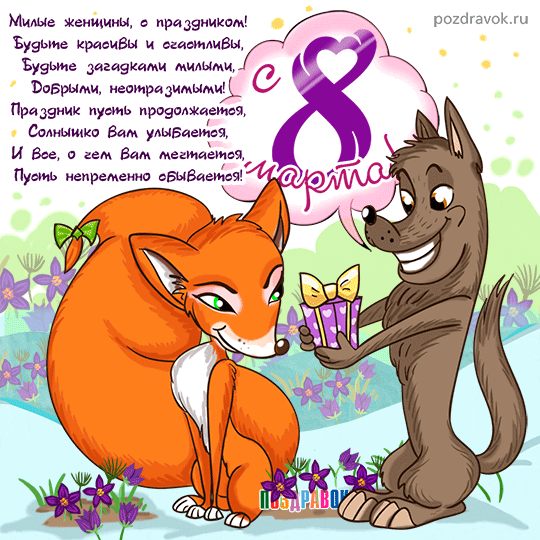 Милые женщины, с праздником!
Будьте красивы и счастливы,
Будьте загадками милыми,
Добрыми, неотразимыми!
Праздник пусть продолжается,
Солнышко Вам улыбается,
И Все, о чем Вам мечтается,
Пусть непременно сбывается!
pozdravok.ru
С 8
марта!
ПОЗДРАВОК